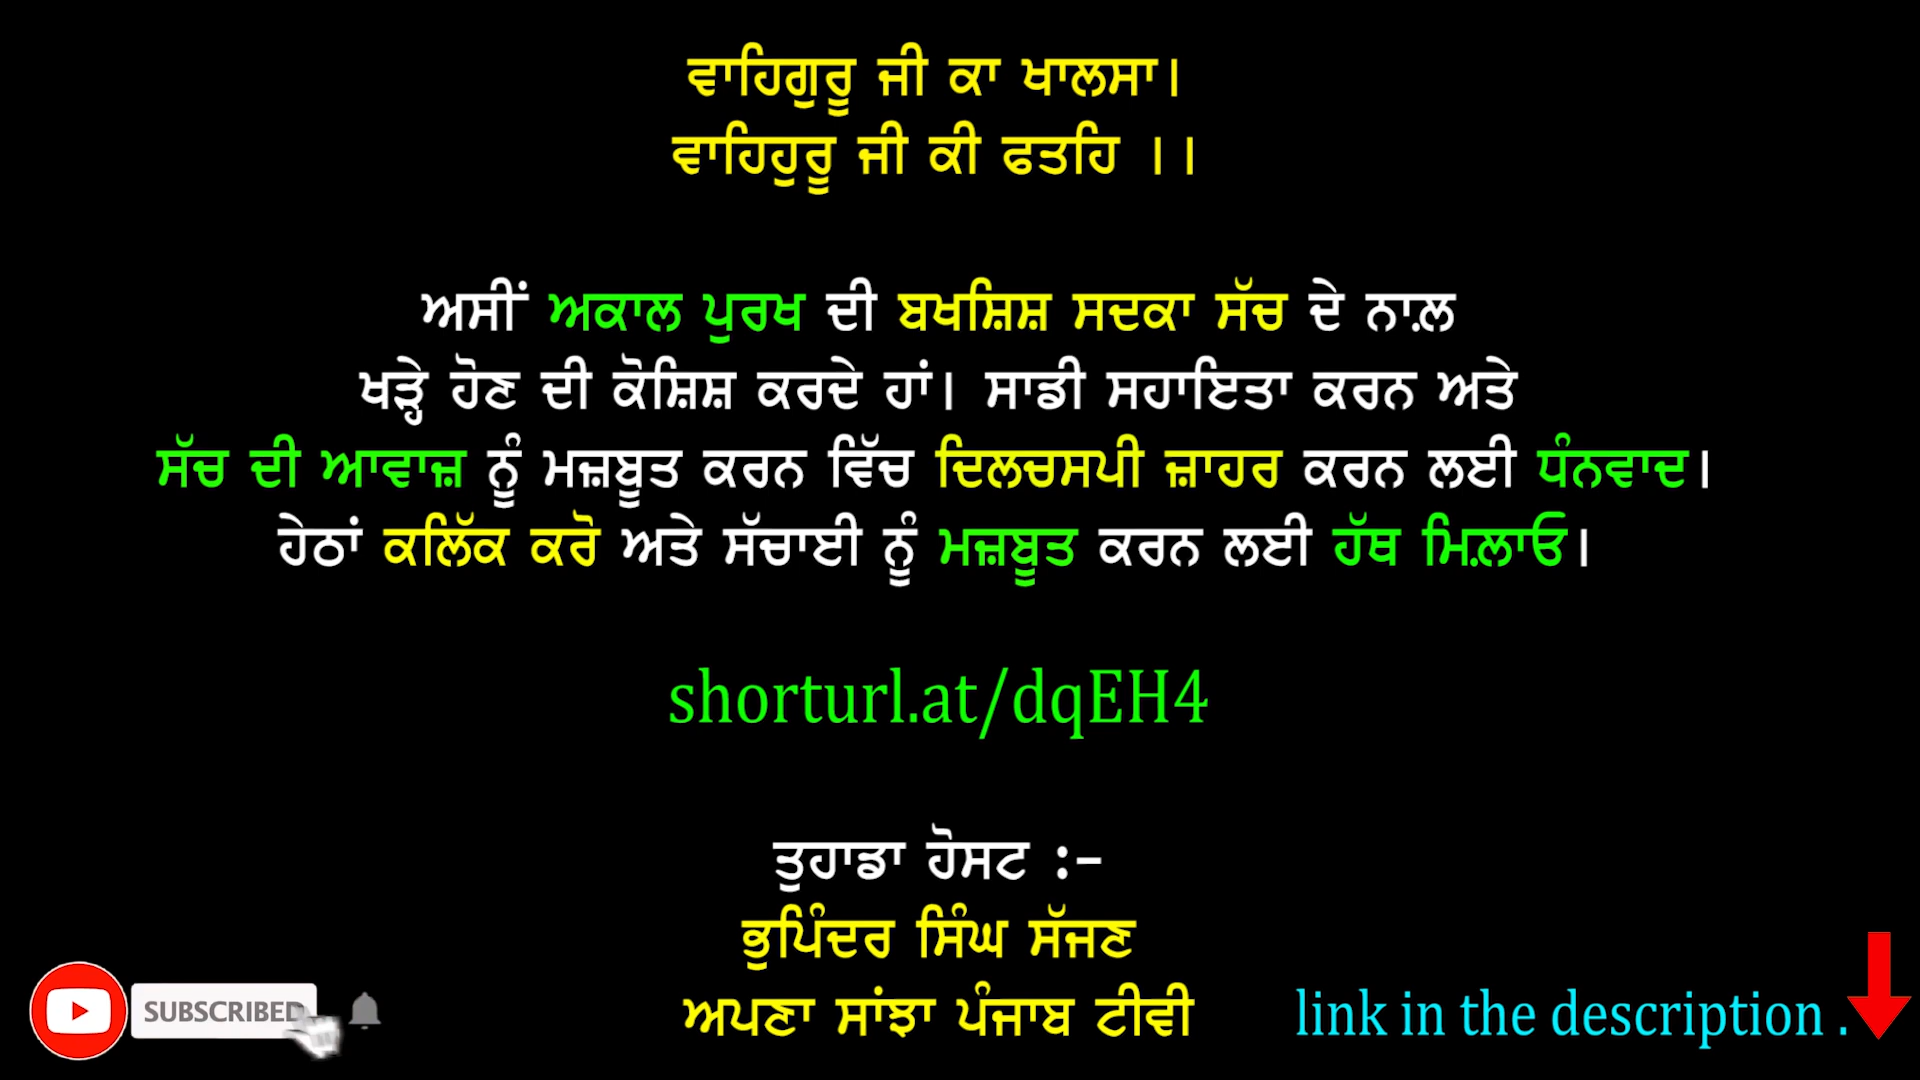 ਵਾਹਿਗੁਰੂ ਜੀ ਕਾ ਖਾਲਸਾ।
ਵਾਹਿਹੁਰੂ ਜੀ ਕੀ ਫਤਹਿ ।।
ਅਸੀਂ ਅਕਾਲ ਪੁਰਖ ਦੀ ਬਖਸ਼ਿਸ਼ ਸਦਕਾ ਸੱਚ ਦੇ ਨਾਲ਼
ਖੜ੍ਹੇ ਹੋਣ ਦੀ ਕੋਸ਼ਿਸ਼ ਕਰਦੇ ਹਾਂ। ਸਾਡੀ ਸਹਾਇਤਾ ਕਰਨ ਅਤੇ
ਸੱਚ ਦੀ ਆਵਾਜ਼ ਨੂੰ ਮਜ਼ਬੂਤ ਕਰਨ ਵਿੱਚ ਦਿਲਚਸਪੀ ਜ਼ਾਹਰ ਕਰਨ ਲਈ ਧੰਨਵਾਦ।
ਹੇਠਾਂ ਕਲਿੱਕ ਕਰੋ ਅਤੇ ਸੱਚਾਈ ਨੂੰ ਮਜ਼ਬੂਤ ਕਰਨ ਲਈ ਹੱਥ ਮਿਲ਼ਾਓ।
shorturl.at/dqEH4
ਤੁਹਾਡਾ ਹੋਸਟ :-
ਭੁਪਿੰਦਰ ਸਿੰਘ ਸੱਜਣ
ਅਪਣਾ ਸਾਂਝਾ ਪੰਜਾਬ ਟੀਵੀ
SUBSCRIBED
link in the description .